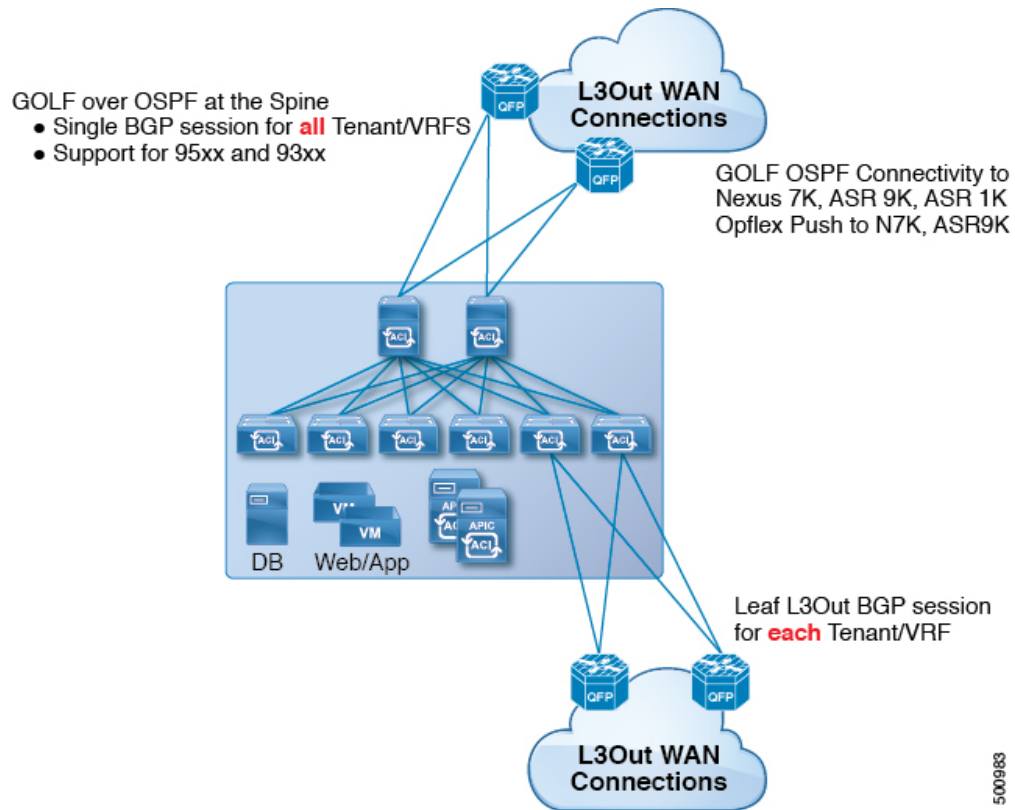 L3Out WAN
Connections
QFP
QFP
GOLF over OSPF at the Spine
● Single BGP session for all Tenant/VRFS
● Support for 95xx and 93xx
GOLF OSPF Connectivity to
Nexus 7K, ASR 9K, ASR 1K
Opflex Push to N7K, ASR9K
ACI
ACI
ACI
ACI
ACI
ACI
ACI
ACI
VM
VM
APIC
ACI
DB
Web/App
Leaf L3Out BGP session
for each Tenant/VRF
QFP
QFP
L3Out WAN
Connections
500983